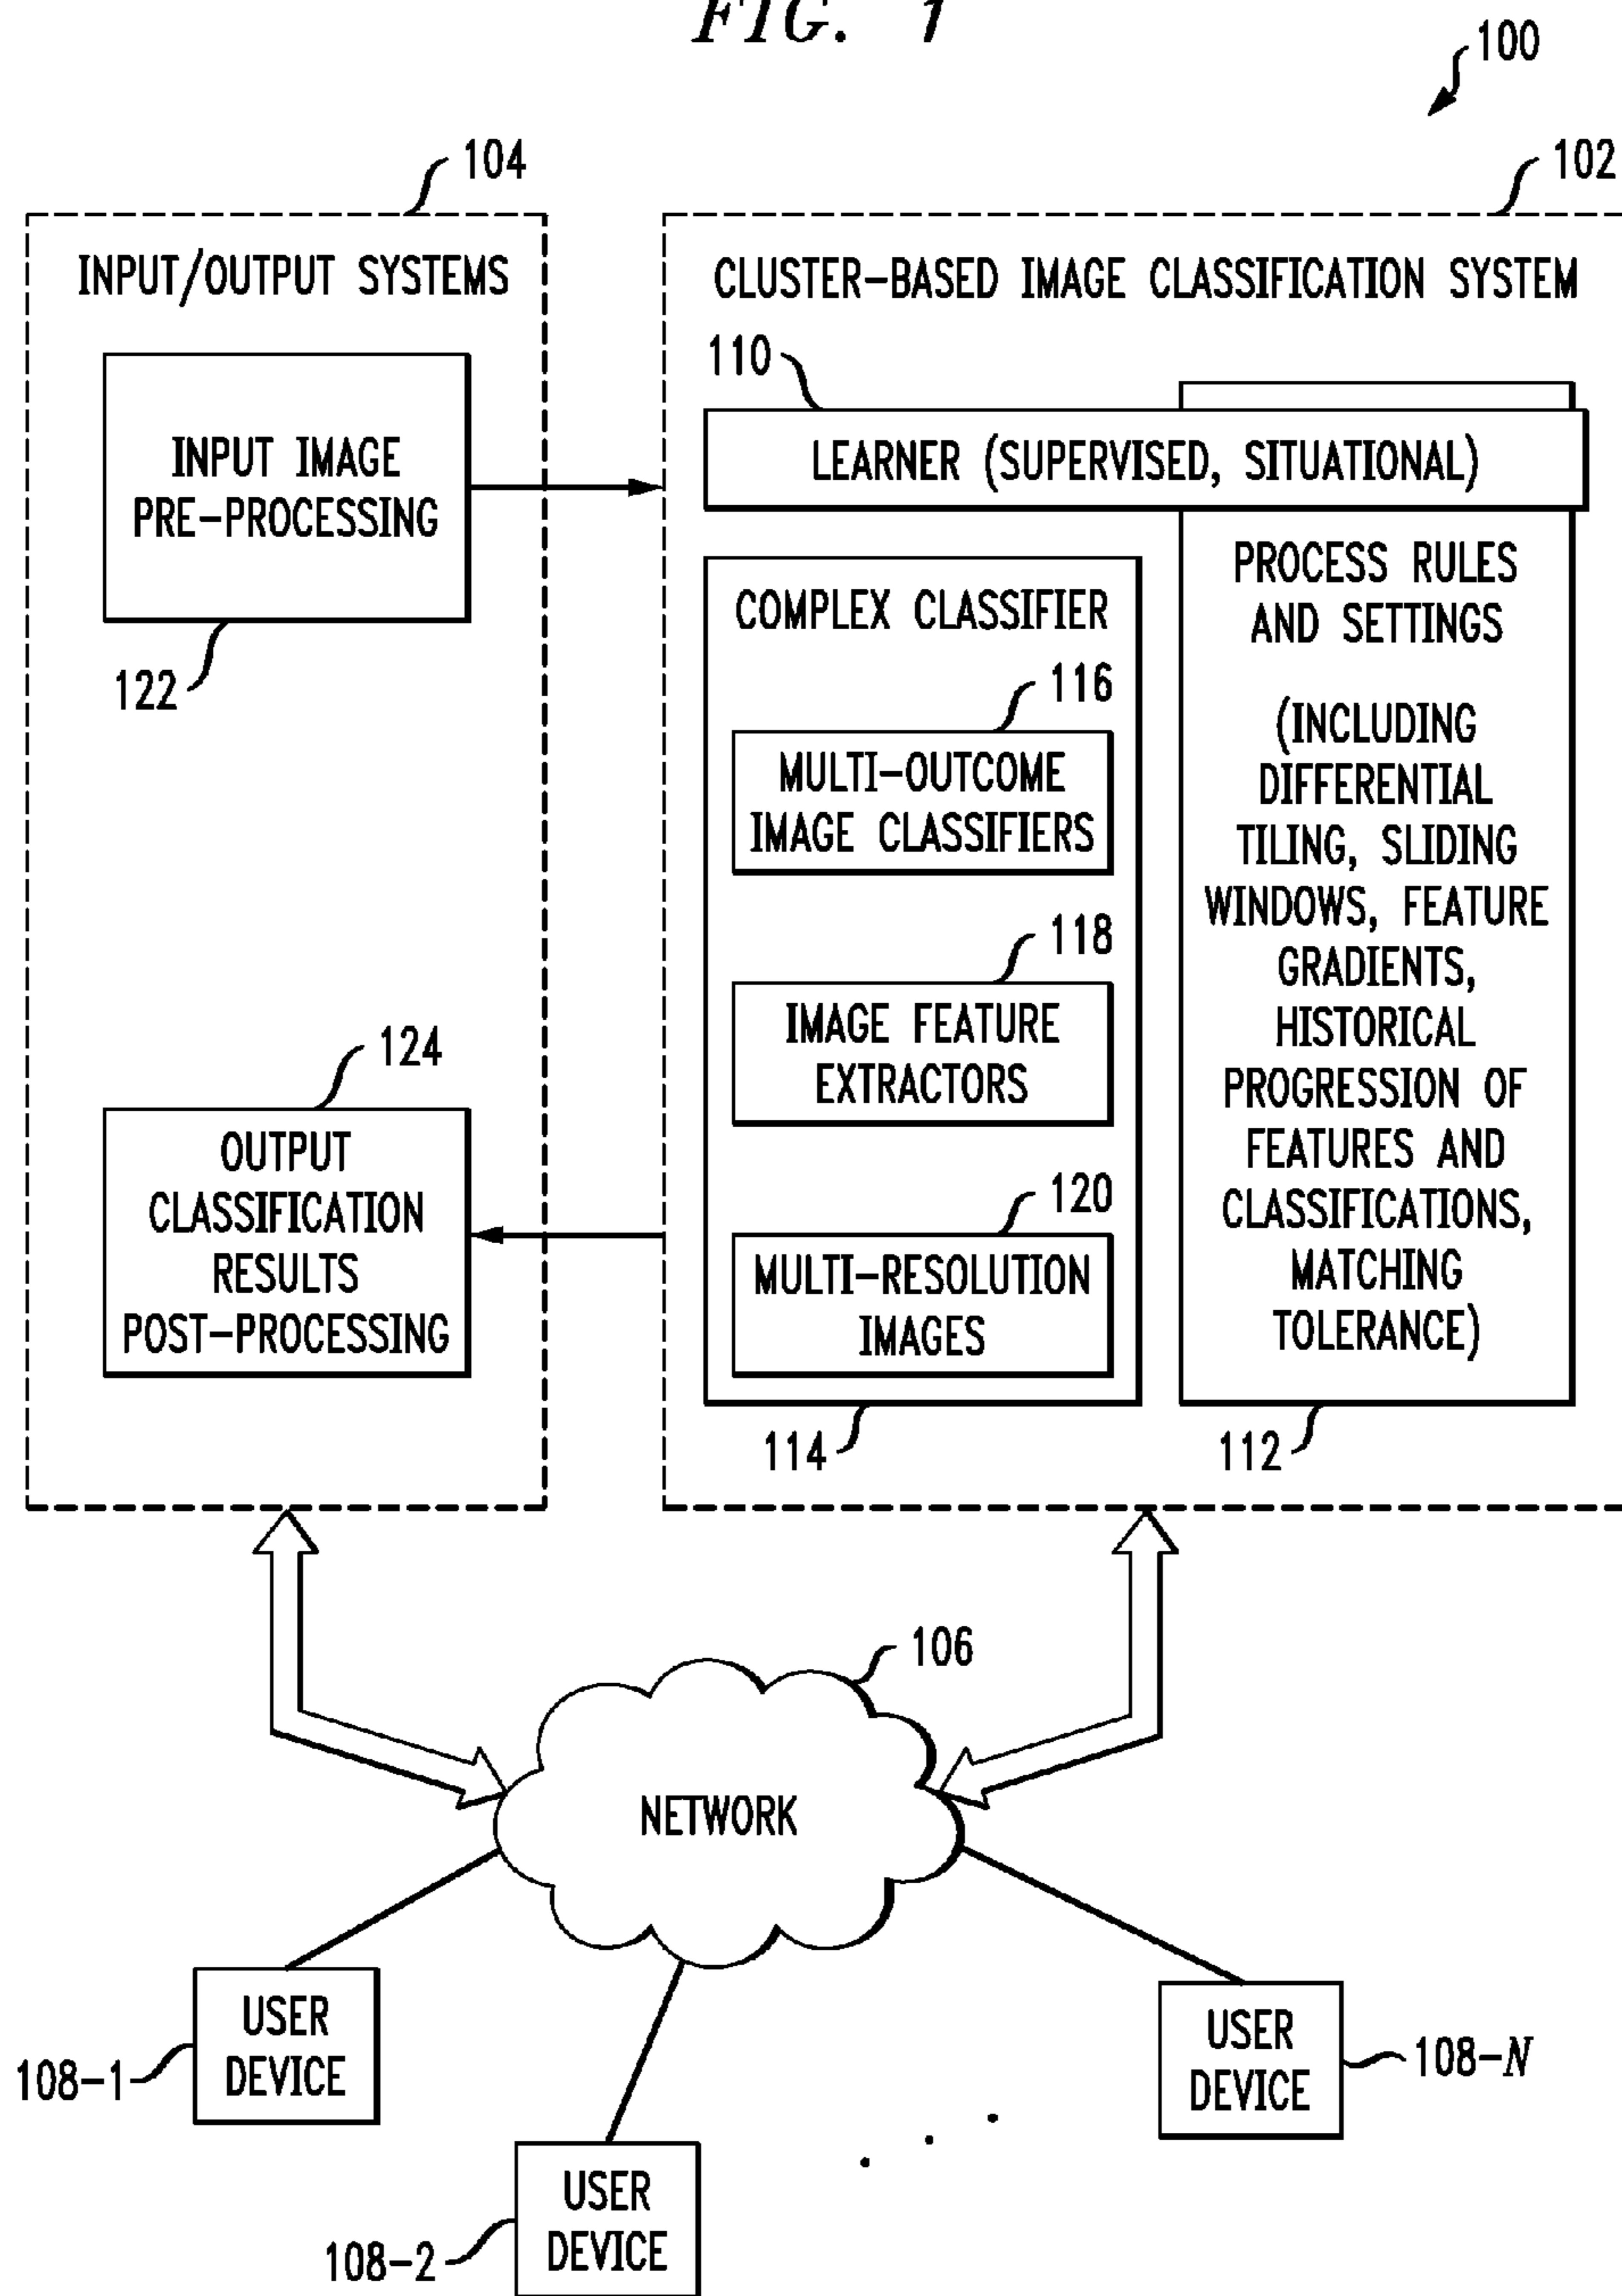 FIG. 1
100
104
102
INPUT/OUTPUT SYSTEMS
INPUT IMAGE
PRE-PROCESSING
122
124
OUTPUT
CLASSIFICATION
RESULTS
POST-PROCESSING
CLUSTER-BASED IMAGE CLASSIFICATION SYSTEM
110
LEARNER (SUPERVISED, SITUATIONAL)
COMPLEX CLASSIFIER
116
MULTI-OUTCOME
IMAGE CLASSIFIERS
118
IMAGE FEATURE
EXTRACTORS
120
MULTI-RESOLUTION
IMAGES
114
PROCESS RULES
AND SETTINGS
(INCLUDING
DIFFERENTIAL
TILING, SLIDING
WINDOWS, FEATURE
GRADIENTS,
HISTORICAL
PROGRESSION OF
FEATURES AND
CLASSIFICATIONS,
MATCHING
TOLERANCE)
112
106
NETWORK
USER
DEVICE
108-1
USER
DEVICE
108-2
USER
DEVICE
108-N